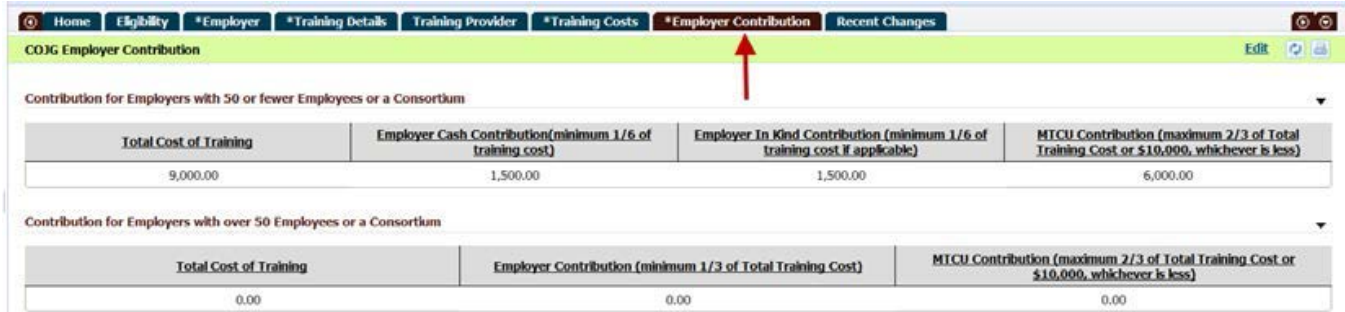 Home Eligibility *Employer *Training Details Training Provider *Training Costs *Employer Contribution Recent Changes
COJG Employer Contribution Edit
Contribution for Employers with 50 or fewer Employees or a Consortium
Total Cost of Training
Employer Cash Contribution(minimum 1/6 of
training cost)
Employer In Kind Contribution (minimum 1/6 of
training cost if applicable)
MTCU Contribution (maximum 2/3 of Total
Training Cost or $10,000, whichever is less)
9,000.00 1,500.00 1,500.00 6,000.00
Contribution for Employers with over 50 Employees or a Consortium
Total Cost of Training
Employer Contribution (minimum 1/3 of Total Training Cost)
MTCU Contribution (maximum 2/3 of Total Training Cost or
$10,000, whichever is less)
0.00 0.00 0.00